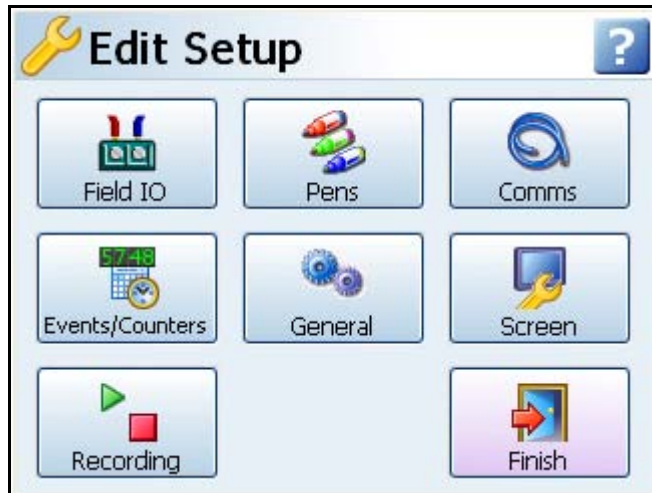 Edit Setup
?
Field IO
Pens
Comms
57:48
Events/Counters
General
Screen
Recording
Finish